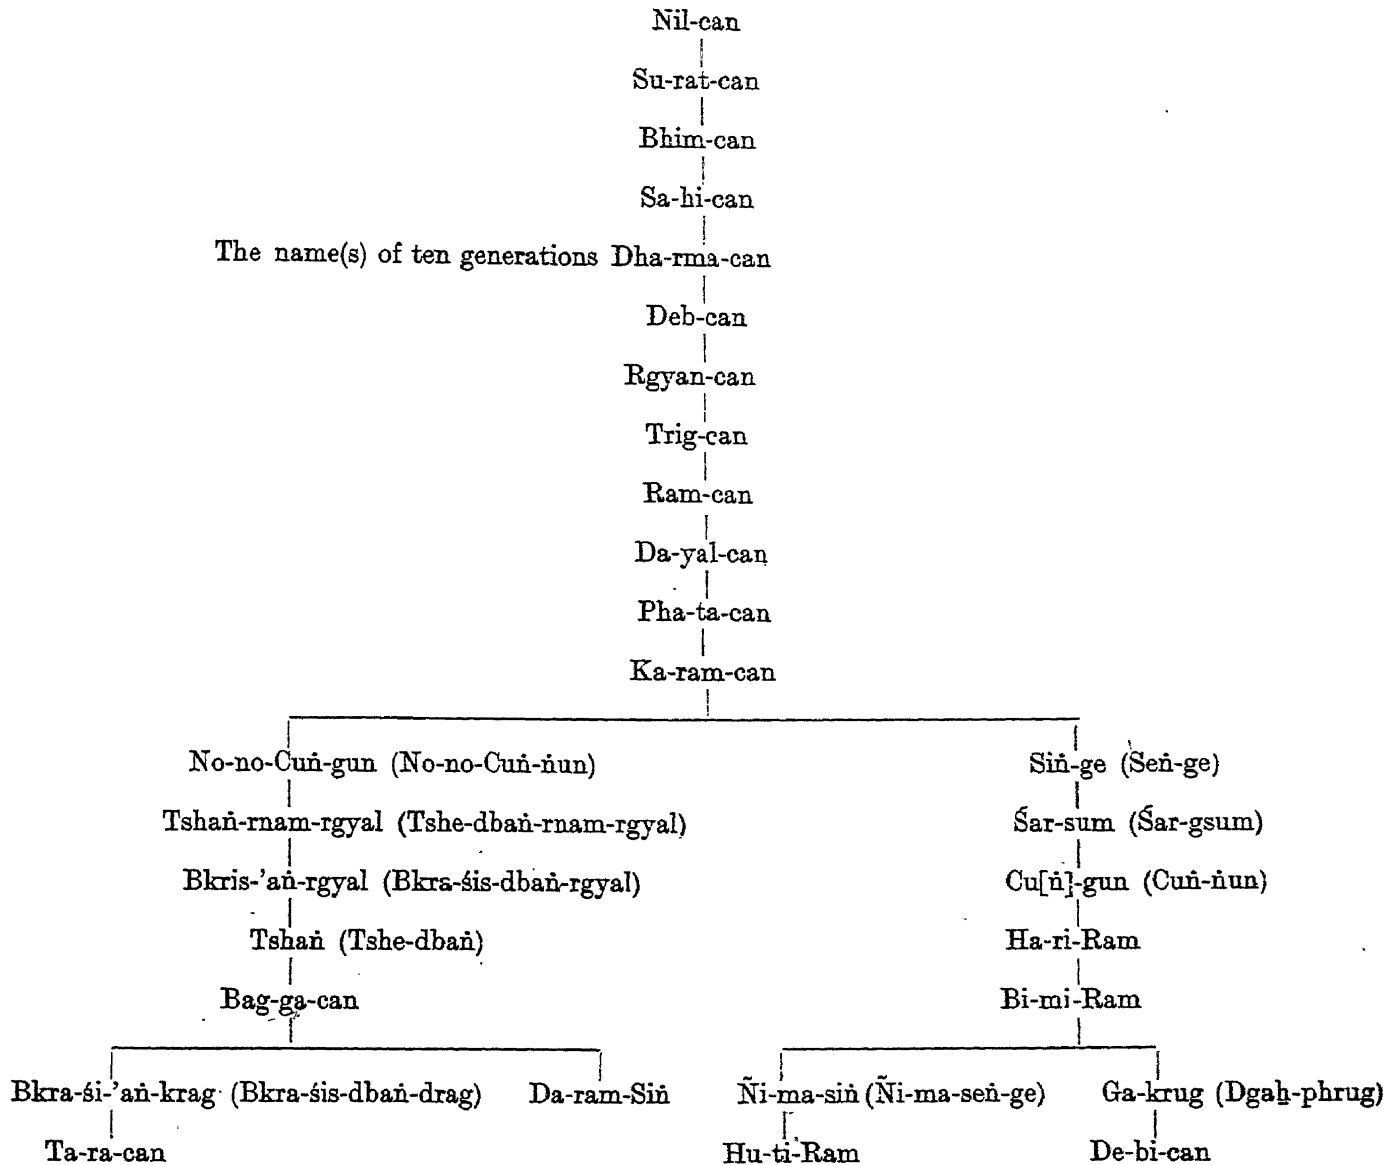 Nil-can
Su-rat-can
Bhim-can
Sa-hi-can
The name(s) of ten generations Dha-rma-can
Deb-can
Rgyan-can
Trig-can
Ram-can
Da-yal-can
Pha-ta-can
Ka-ram-can
No-no-Cuṅ-gun (No-no-Cuṅ-ṅun) Siṅ-ge (Seṅ-ge)
Tshaṅ-rnam-rgyal (Tshe-dbaṅ-rnam-rgyal) Śar-sum (Śar-gsum)
Bkris-’aṅ-rgyal (Bkra-śis-dbaṅ-rgyal) Cu[ṅ]-gun (Cuṅ-ṅun)
Tshaṅ (Tshe-dbaṅ) Ha-ri-Ram
Bag-ga-can Bi-mi-Ram
Bkra-śi-’aṅ-krag (Bkra-śis-dbaṅ-drag) Da-ram-Siṅ Ñi-ma-siṅ (Ñi-ma-seṅ-ge) Ga-krug (Dgaẖ-phrug)
Ta-ra-can Hu-ti-Ram De-bi-can